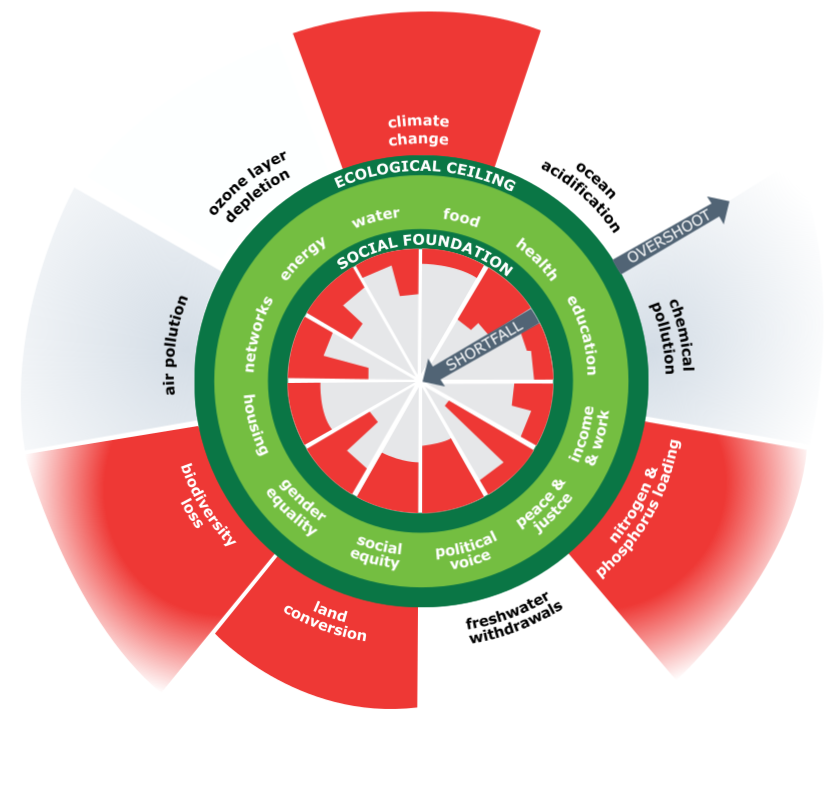 climate
change
ECOLOGICAL CEILING
ozone layer
depletion
ocean
acidification
OVERSHOOT
water
food
energy
health
SOCIAL FOUNDATION
networks
education
SHORTFALL
air pollution
chemical
pollution
housing
income
& work
biodiversity
loss
nitrogen &
phosphorus loading
gender
equality
peace &
justce
social
equity
political
voice
land
conversion
freshwater
withdrawals